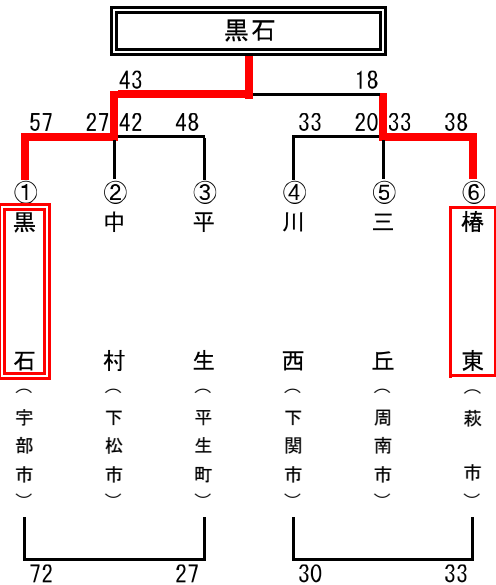 黒石
43 18
57 27 42 48 33 20 33 38
① ② ③ ④ ⑤ ⑥
黒石 中村 平生 川西 三丘 椿東
（宇部市） （下松市） （平生町） （下関市） （周南市） （萩市）
72 27 30 33